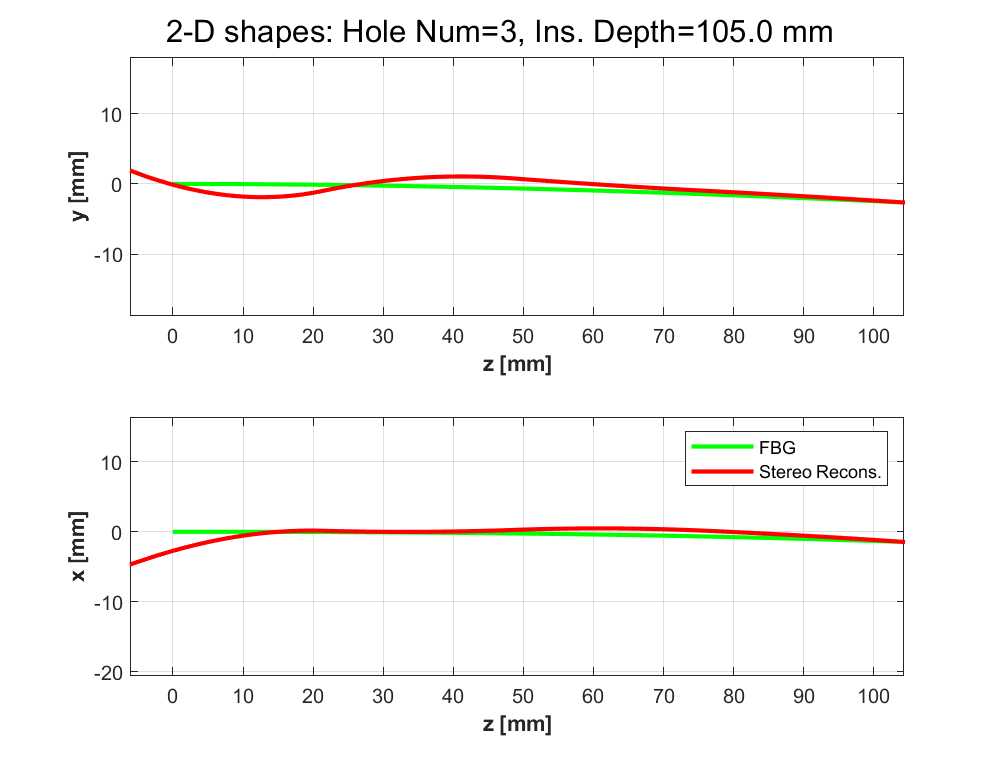 2-D shapes: Hole Num=3, Ins. Depth=105.0 mm
10
0
-10
y [mm]
0 10 20 30 40 50 60 70 80 90 100
z [mm]
10
0
-10
-20
x [mm]
FBG
Stereo Recons.
0 10 20 30 40 50 60 70 80 90 100
z [mm]